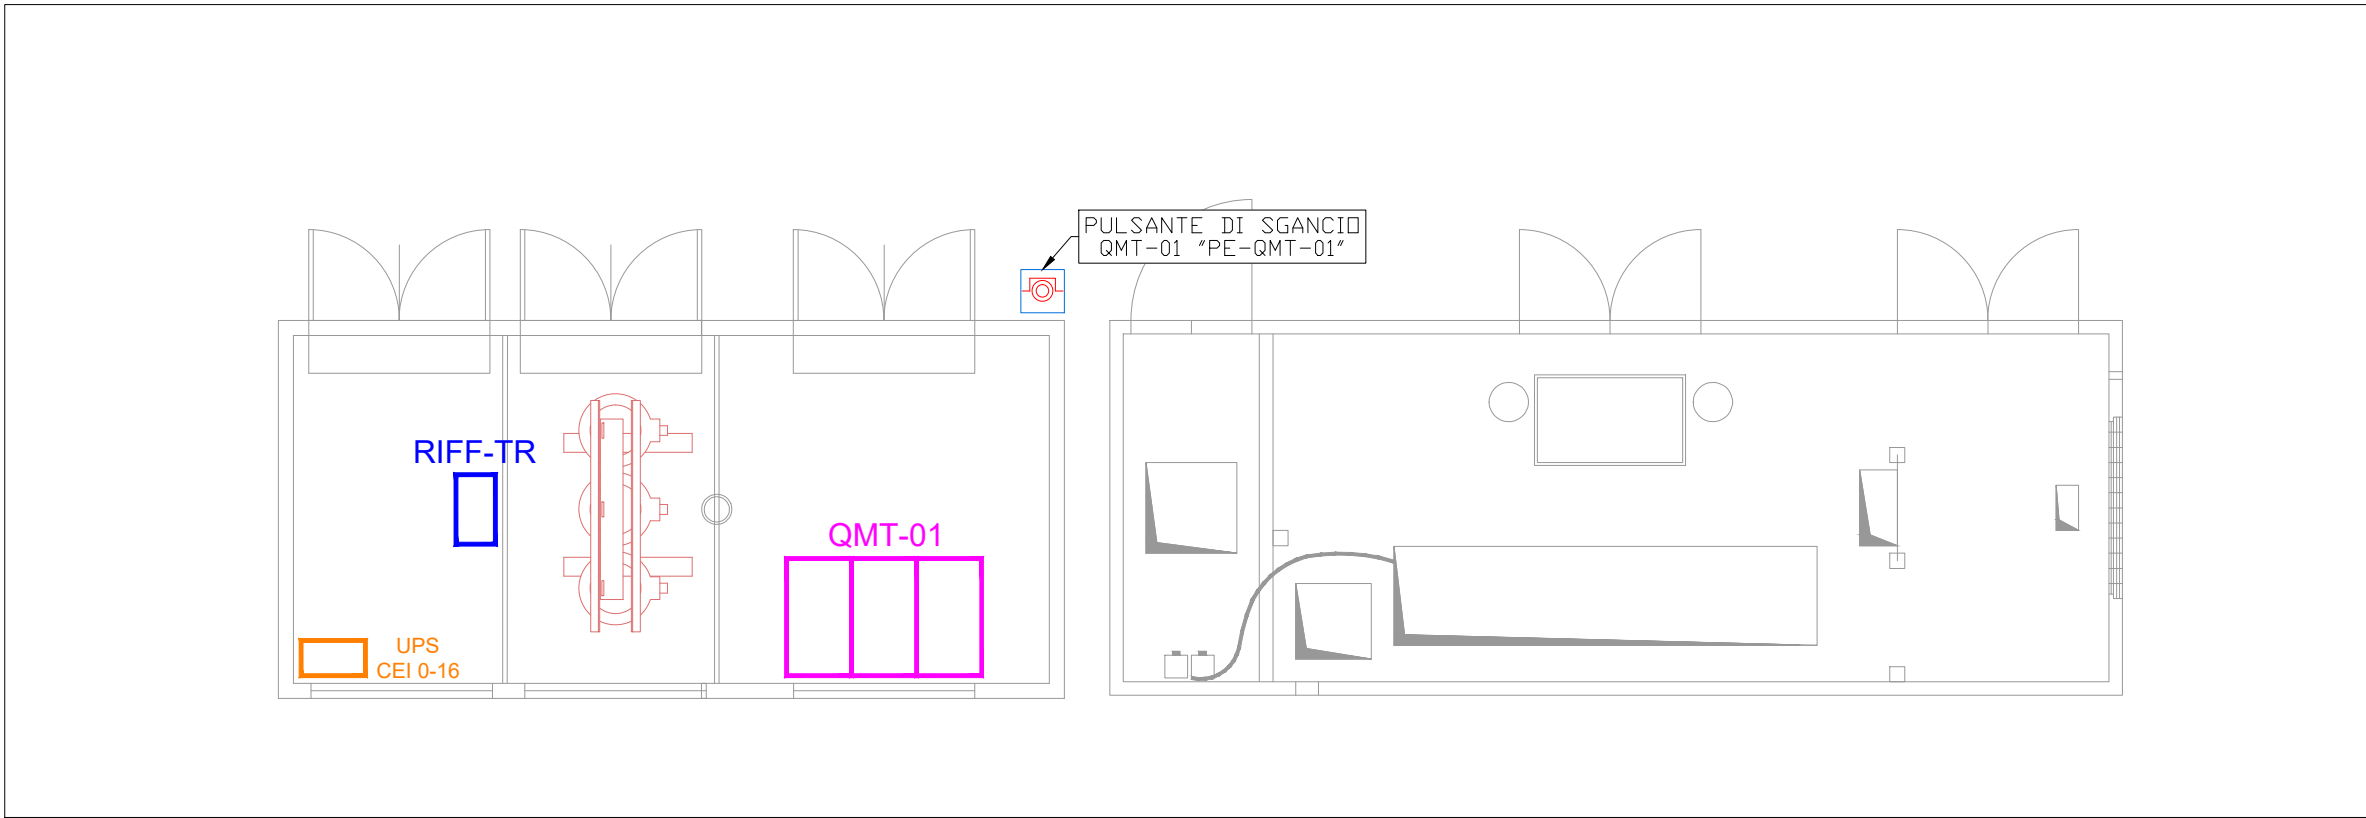 PULSANTE DI SGANCIO
QMT-01 "PE-QMT-01"
RIFF-TR
QMT-01
UPS
CEI 0-16